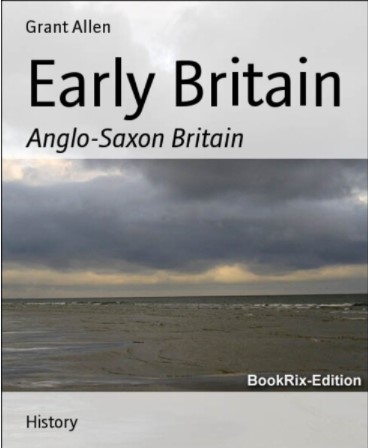 Grant Allen
Early Britain
Anglo-Saxon Britain
BookRix-Edition
History